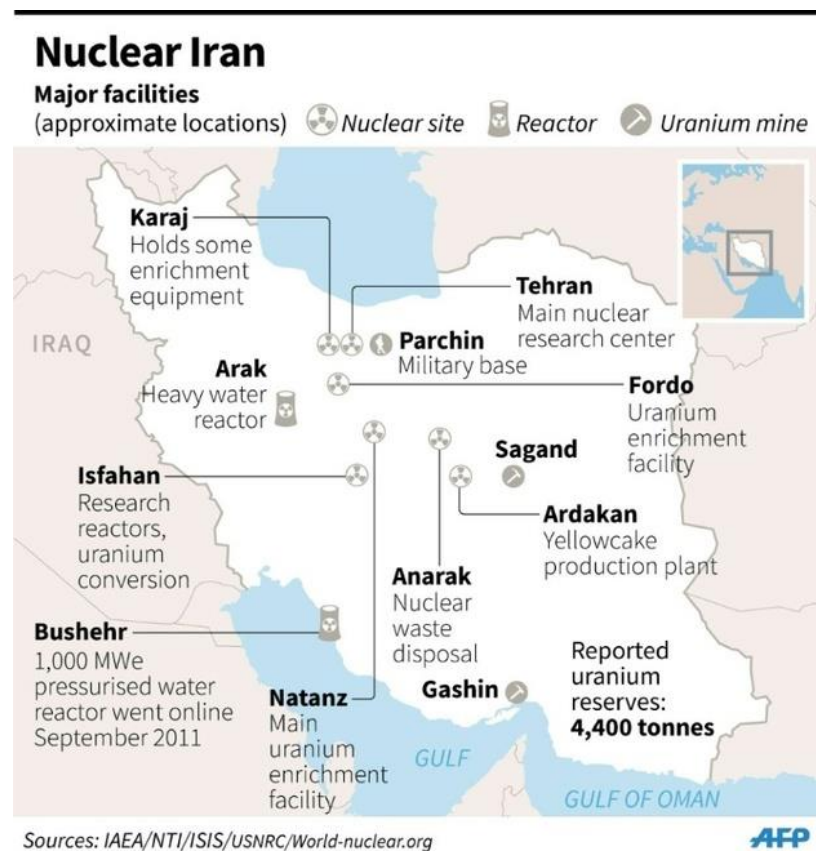 Nuclear Iran
Major facilities
(approximate locations)
Nuclear site
Reactor
Uranium mine
Karaj
Holds some
enrichment
equipment
Tehran
Main nuclear
research center
IRAQ
Parchin
Military base
Arak
Heavy water
reactor
Fordo
Uranium
enrichment
facility
Sagand
Isfahan
Research
reactors,
uranium
conversion
Ardakan
Yellowcake
production plant
Anarak
Nuclear
waste
disposal
Bushehr
1,000 MWe
pressurised water
reactor went online
September 2011
Natanz
Main
uranium
enrichment
facility
Gashin
Reported
uranium
reserves:
4,400 tonnes
GULF
GULF OF OMAN
Sources: IAEA/NTI/ISIS/USNRC/World-nuclear.org
AFP